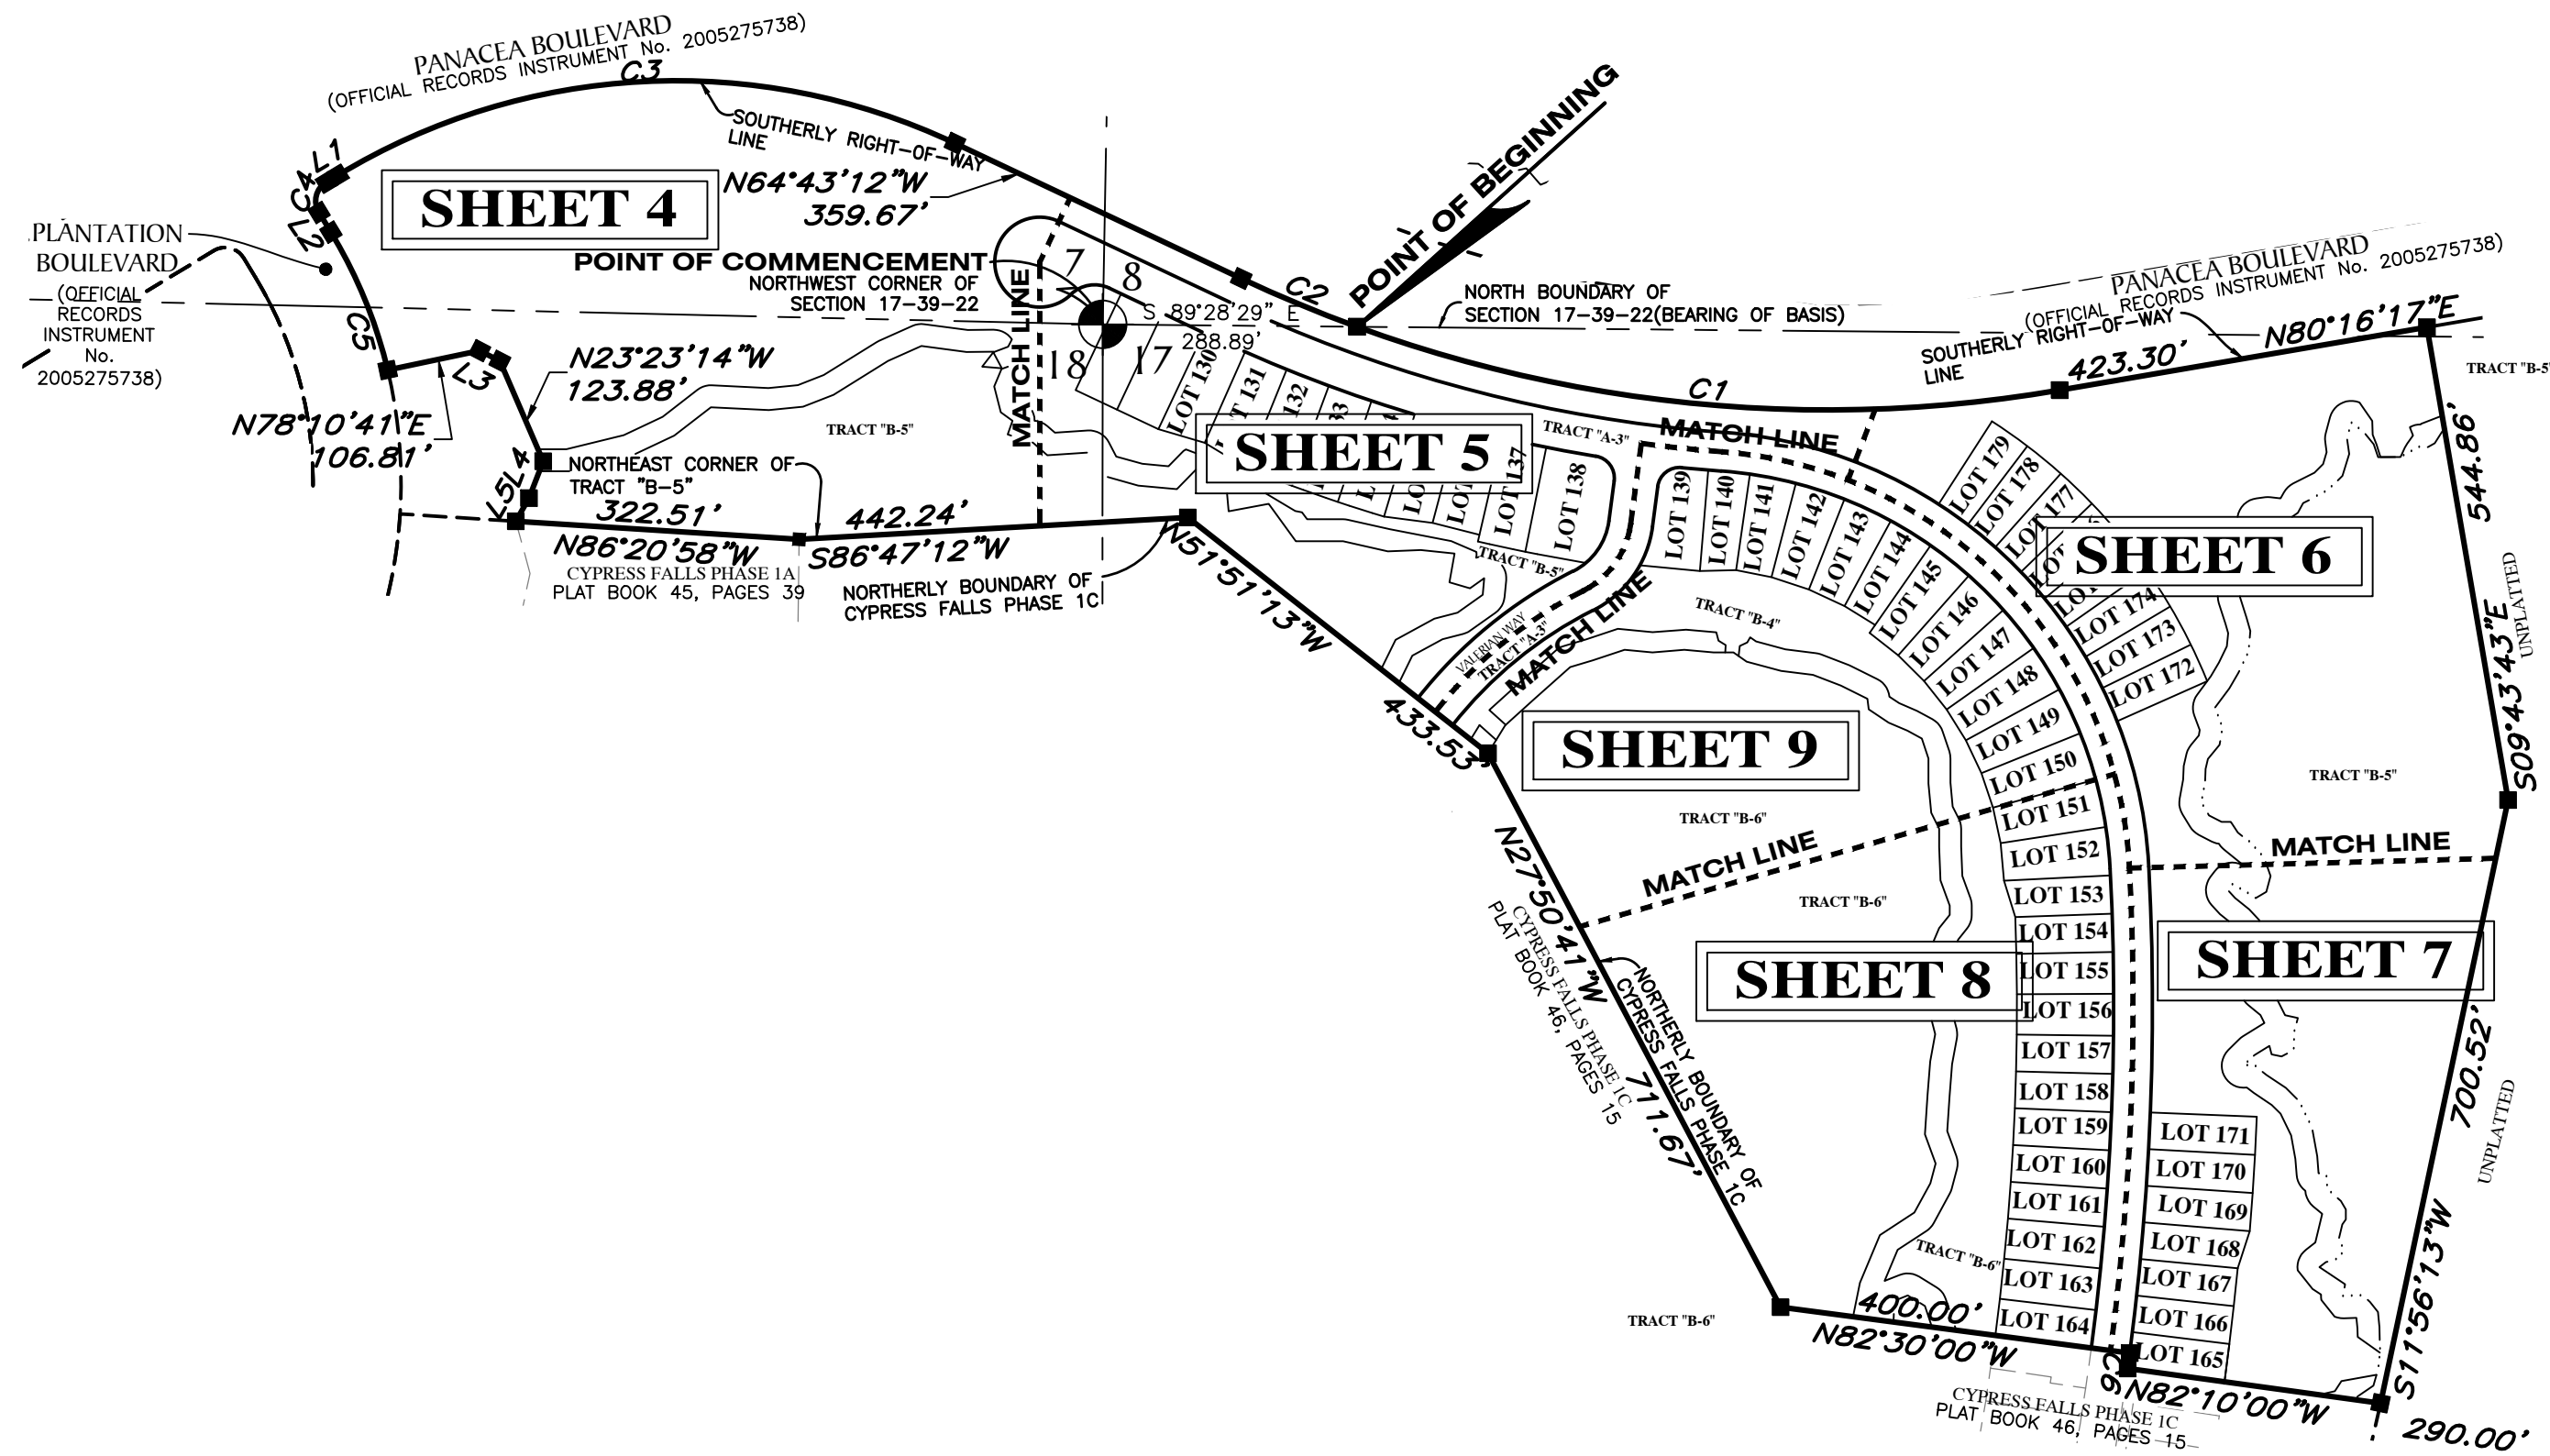 PANACEA BOULEVARD
(OFFICIAL RECORDS INSTRUMENT No. 2005275738)
C3
SOUTHERLY RIGHT-OF-WAY
LINE
L1
C4
L2
SHEET 4
N64°43'12"W
359.67'
PLANTATION
BOULEVARD
(OFFICIAL
RECORDS
INSTRUMENT
No.
2005275738)
C5
POINT OF COMMENCEMENT
NORTHWEST CORNER OF
SECTION 17-39-22
MATCH LINE
7
8
18
17
S 89°28'29" E
288.89'
C2
POINT OF BEGINNING
NORTH BOUNDARY OF
SECTION 17-39-22(BEARING OF BASIS)
PANACEA BOULEVARD
(OFFICIAL RECORDS INSTRUMENT No. 2005275738)
SOUTHERLY RIGHT-OF-WAY
LINE
N80°16'17"E
423.30'
C1
TRACT "B-5"
L3
N23°23'14"W
123.88'
N78°10'41"E
106.81'
L4
L5
TRACT "B-5"
NORTHEAST CORNER OF
TRACT "B-5"
322.51'
N86°20'58"W
CYPRESS FALLS PHASE 1A
PLAT BOOK 45, PAGES 39
442.24'
S86°47'12"W
NORTHERLY BOUNDARY OF
CYPRESS FALLS PHASE 1C
N51°51'13"W
433.53'
LOT 130
131
132
SHEET 5
LOT 137
LOT 138
TRACT "A-3"
MATCH LINE
TRACT "B-5"
VALERIAN WAY
TRACT "A-3"
MATCH LINE
LOT 139
LOT 140
LOT 141
LOT 142
LOT 143
LOT 144
LOT 145
LOT 146
LOT 147
LOT 148
LOT 149
LOT 150
TRACT "B-4"
LOT 179
LOT 178
LOT 177
SHEET 6
LOT 174
LOT 173
LOT 172
544.86'
S09°43'43"E
UNPLATTED
TRACT "B-5"
SHEET 9
TRACT "B-6"
MATCH LINE
MATCH LINE
TRACT "B-6"
N27°50'41"W
711.67'
CYPRESS FALLS PHASE 1C
PLAT BOOK 46, PAGES 15
NORTHERLY BOUNDARY OF
CYPRESS FALLS PHASE 1C
SHEET 8
SHEET 7
LOT 151
LOT 152
LOT 153
LOT 154
LOT 155
LOT 156
LOT 157
LOT 158
LOT 159
LOT 160
LOT 161
LOT 162
LOT 163
LOT 164
LOT 171
LOT 170
LOT 169
LOT 168
LOT 167
LOT 166
LOT 165
700.52'
S11°56'13"W
UNPLATTED
TRACT "B-6"
TRACT "B-6"
400.00'
N82°30'00"W
C6
N82°10'00"W
290.00'
CYPRESS FALLS PHASE 1C
PLAT BOOK 46, PAGES 15